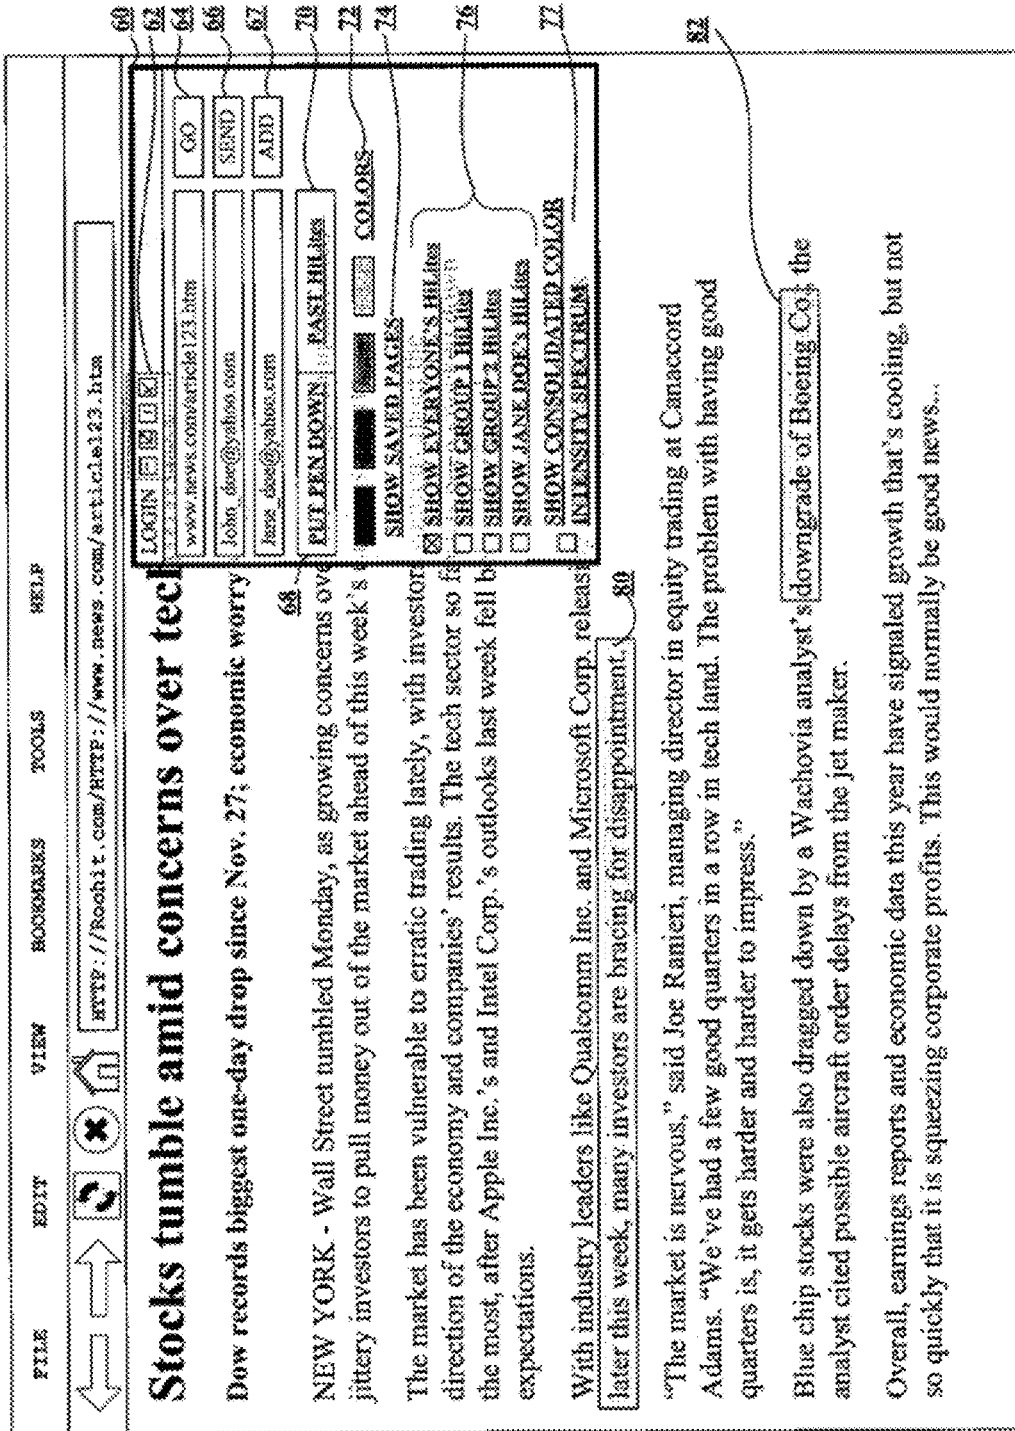 FILE EDIT VIEW BOOKMARKS TOOLS HELP
HTTP://Roohit.com/HTTP://www.news.com/article123.htm
Stocks tumble amid concerns over tech
Dow records biggest one-day drop since Nov. 27; economic worry
NEW YORK - Wall Street tumbled Monday, as growing concerns ove
jittery investors to pull money out of the market ahead of this week's
The market has been vulnerable to erratic trading lately, with investor
direction of the economy and companies' results. The tech sector so fa
the most, after Apple Inc.'s and Intel Corp.'s outlooks last week fell b
expectations.
With industry leaders like Qualcomm Inc. and Microsoft Corp. release
later this week, many investors are bracing for disappointment.
“The market is nervous,” said Joe Ranieri, managing director in equity trading at Canaccord
Adams. “We've had a few good quarters in a row in tech land. The problem with having good
quarters is, it gets harder and harder to impress.”
Blue chip stocks were also dragged down by a Wachovia analyst's downgrade of Boeing Co., the
analyst cited possible aircraft order delays from the jet maker.
Overall, earnings reports and economic data this year have signaled growth that's cooling, but not
so quickly that it is squeezing corporate profits. This would normally be good news...
LOGIN
www.news.com/article123.htm GO
John_doe@yahoo.com SEND
Jane_doe@yahoo.com ADD
PUT PEN DOWN PAST HiLites
COLORS
SHOW SAVED PAGES
SHOW EVERYONE'S HiLites
SHOW GROUP 1 HiLites
SHOW GROUP 2 HiLites
SHOW JANE DOE's HiLites
SHOW CONSOLIDATED COLOR
INTENSITY SPECTRUM
60
62
64
66
67
68
70
72
74
76
77
80
82